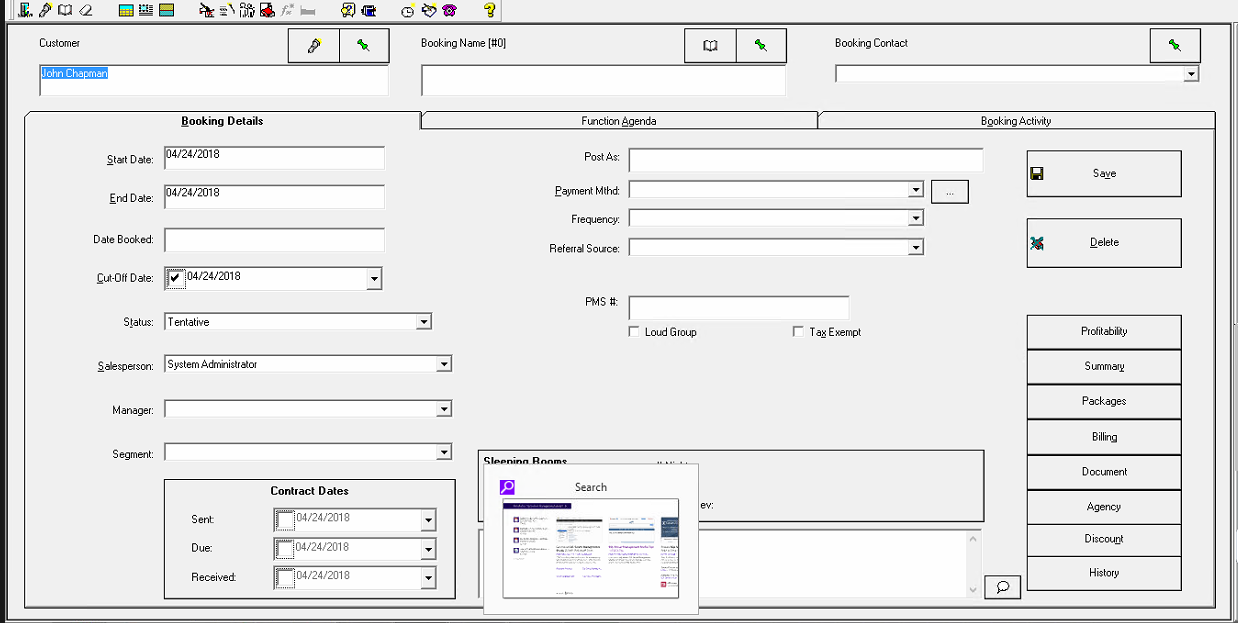 Customer
Booking Name [#0]
Booking Contact
John Chapman
Booking Details
Function Agenda
Booking Activity
Start Date: 04/24/2018
End Date: 04/24/2018
Date Booked:
Cut-Off Date: 04/24/2018
Status: Tentative
Salesperson: System Administrator
Manager:
Segment:
Contract Dates
Sent: 04/24/2018
Due: 04/24/2018
Received: 04/24/2018
Post As:
Payment Mthd: ...
Frequency:
Referral Source:
PMS #:
Loud Group
Tax Exempt
Sleeping Rooms
Search
ev:
Save
Delete
Profitability
Summary
Packages
Billing
Document
Agency
Discount
History